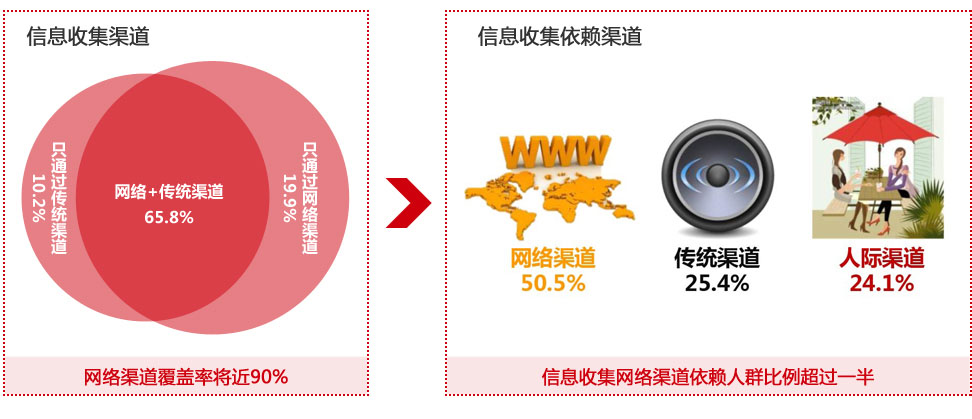 信息收集渠道
只通过传统渠道
10.2%
网络+传统渠道
65.8%
只通过网络渠道
19.9%
网络渠道覆盖率将近90%
信息收集依赖渠道
WWW
网络渠道
50.5%
传统渠道
25.4%
人际渠道
24.1%
信息收集网络渠道依赖人群比例超过一半